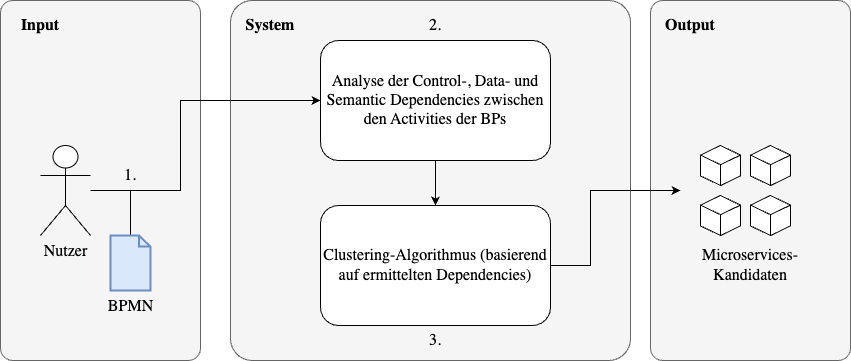 Input
1.
Nutzer
BPMN
System
2.
Analyse der Control-, Data- und
Semantic Dependencies zwischen
den Activities der BPs
Clustering-Algorithmus (basierend
auf ermittelten Dependencies)
3.
Output
Microservices-
Kandidaten